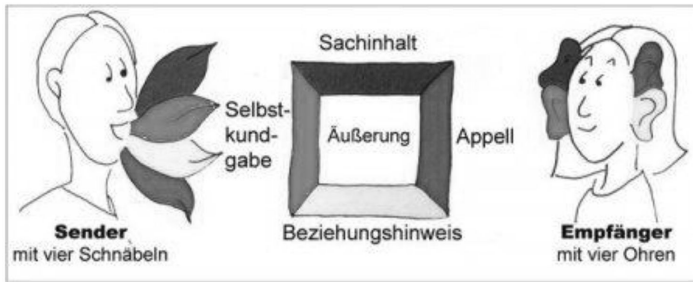 Sachinhalt
Selbst-
kund-
gabe
Äußerung
Appell
Beziehungshinweis
Sender
mit vier Schnäbeln
Empfänger
mit vier Ohren